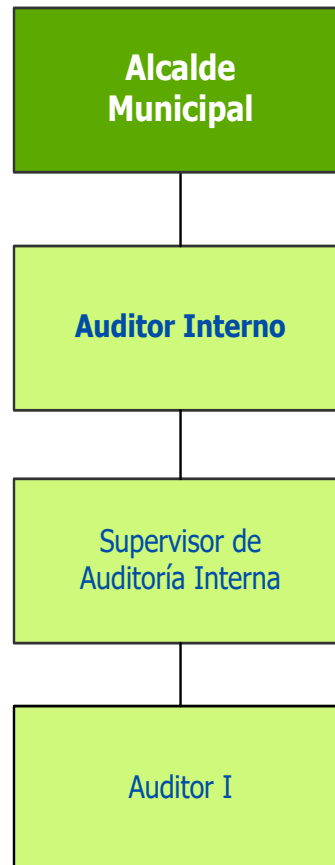 Alcalde
Municipal
Auditor Interno
Supervisor de
Auditoría Interna
Auditor I